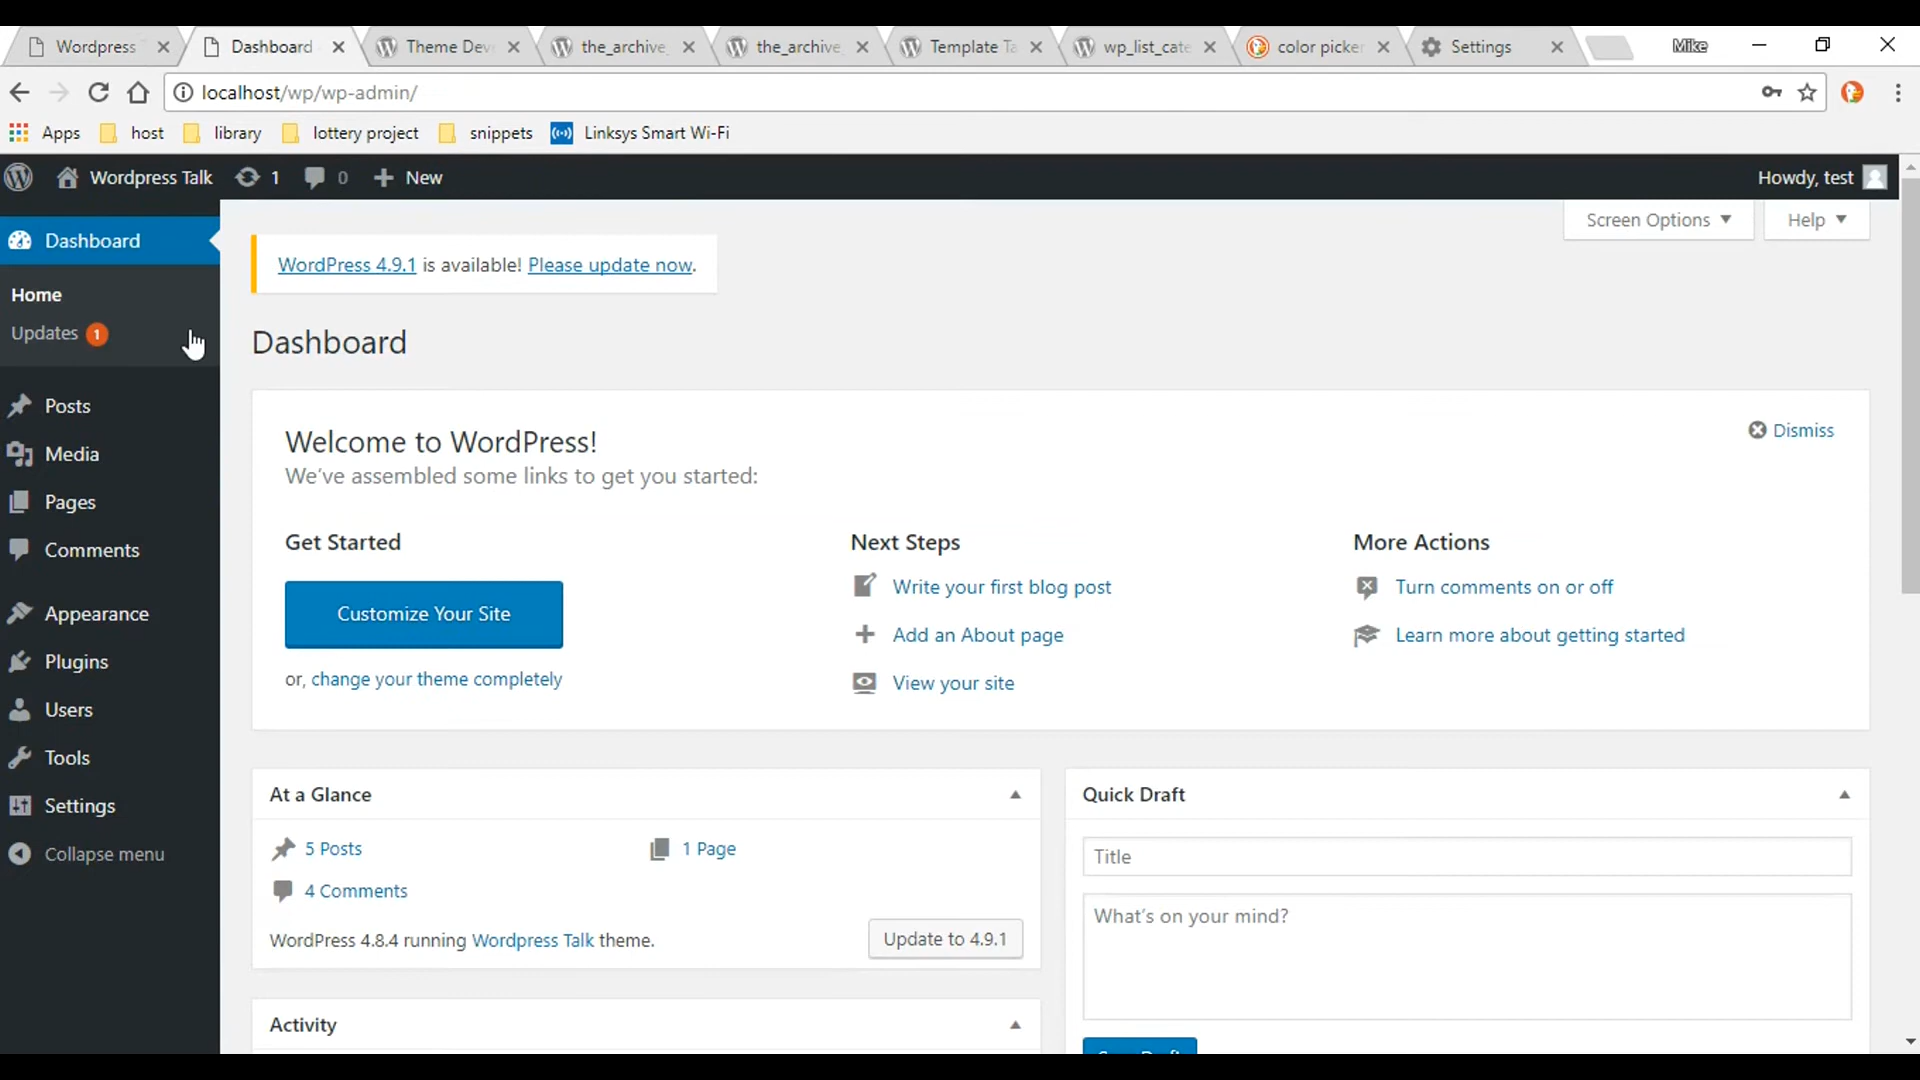 Wordpress
Dashboard
Theme Dev
the_archive_
the_archive_
Template Ta
wp_list_cate
color picker
Settings
Mike
localhost/wp/wp-admin/
Apps
host
library
lottery project
snippets
Linksys Smart Wi-Fi
Wordpress Talk
1
0
New
Howdy, test
Screen Options
Help
Dashboard
Home
Updates 1
Posts
Media
Pages
Comments
Appearance
Plugins
Users
Tools
Settings
Collapse menu
WordPress 4.9.1 is available! Please update now.
Dashboard
Welcome to WordPress!
We've assembled some links to get you started:
Dismiss
Get Started
Customize Your Site
or, change your theme completely
Next Steps
Write your first blog post
Add an About page
View your site
More Actions
Turn comments on or off
Learn more about getting started
At a Glance
5 Posts
1 Page
4 Comments
WordPress 4.8.4 running Wordpress Talk theme.
Update to 4.9.1
Activity
Quick Draft
Title
What's on your mind?